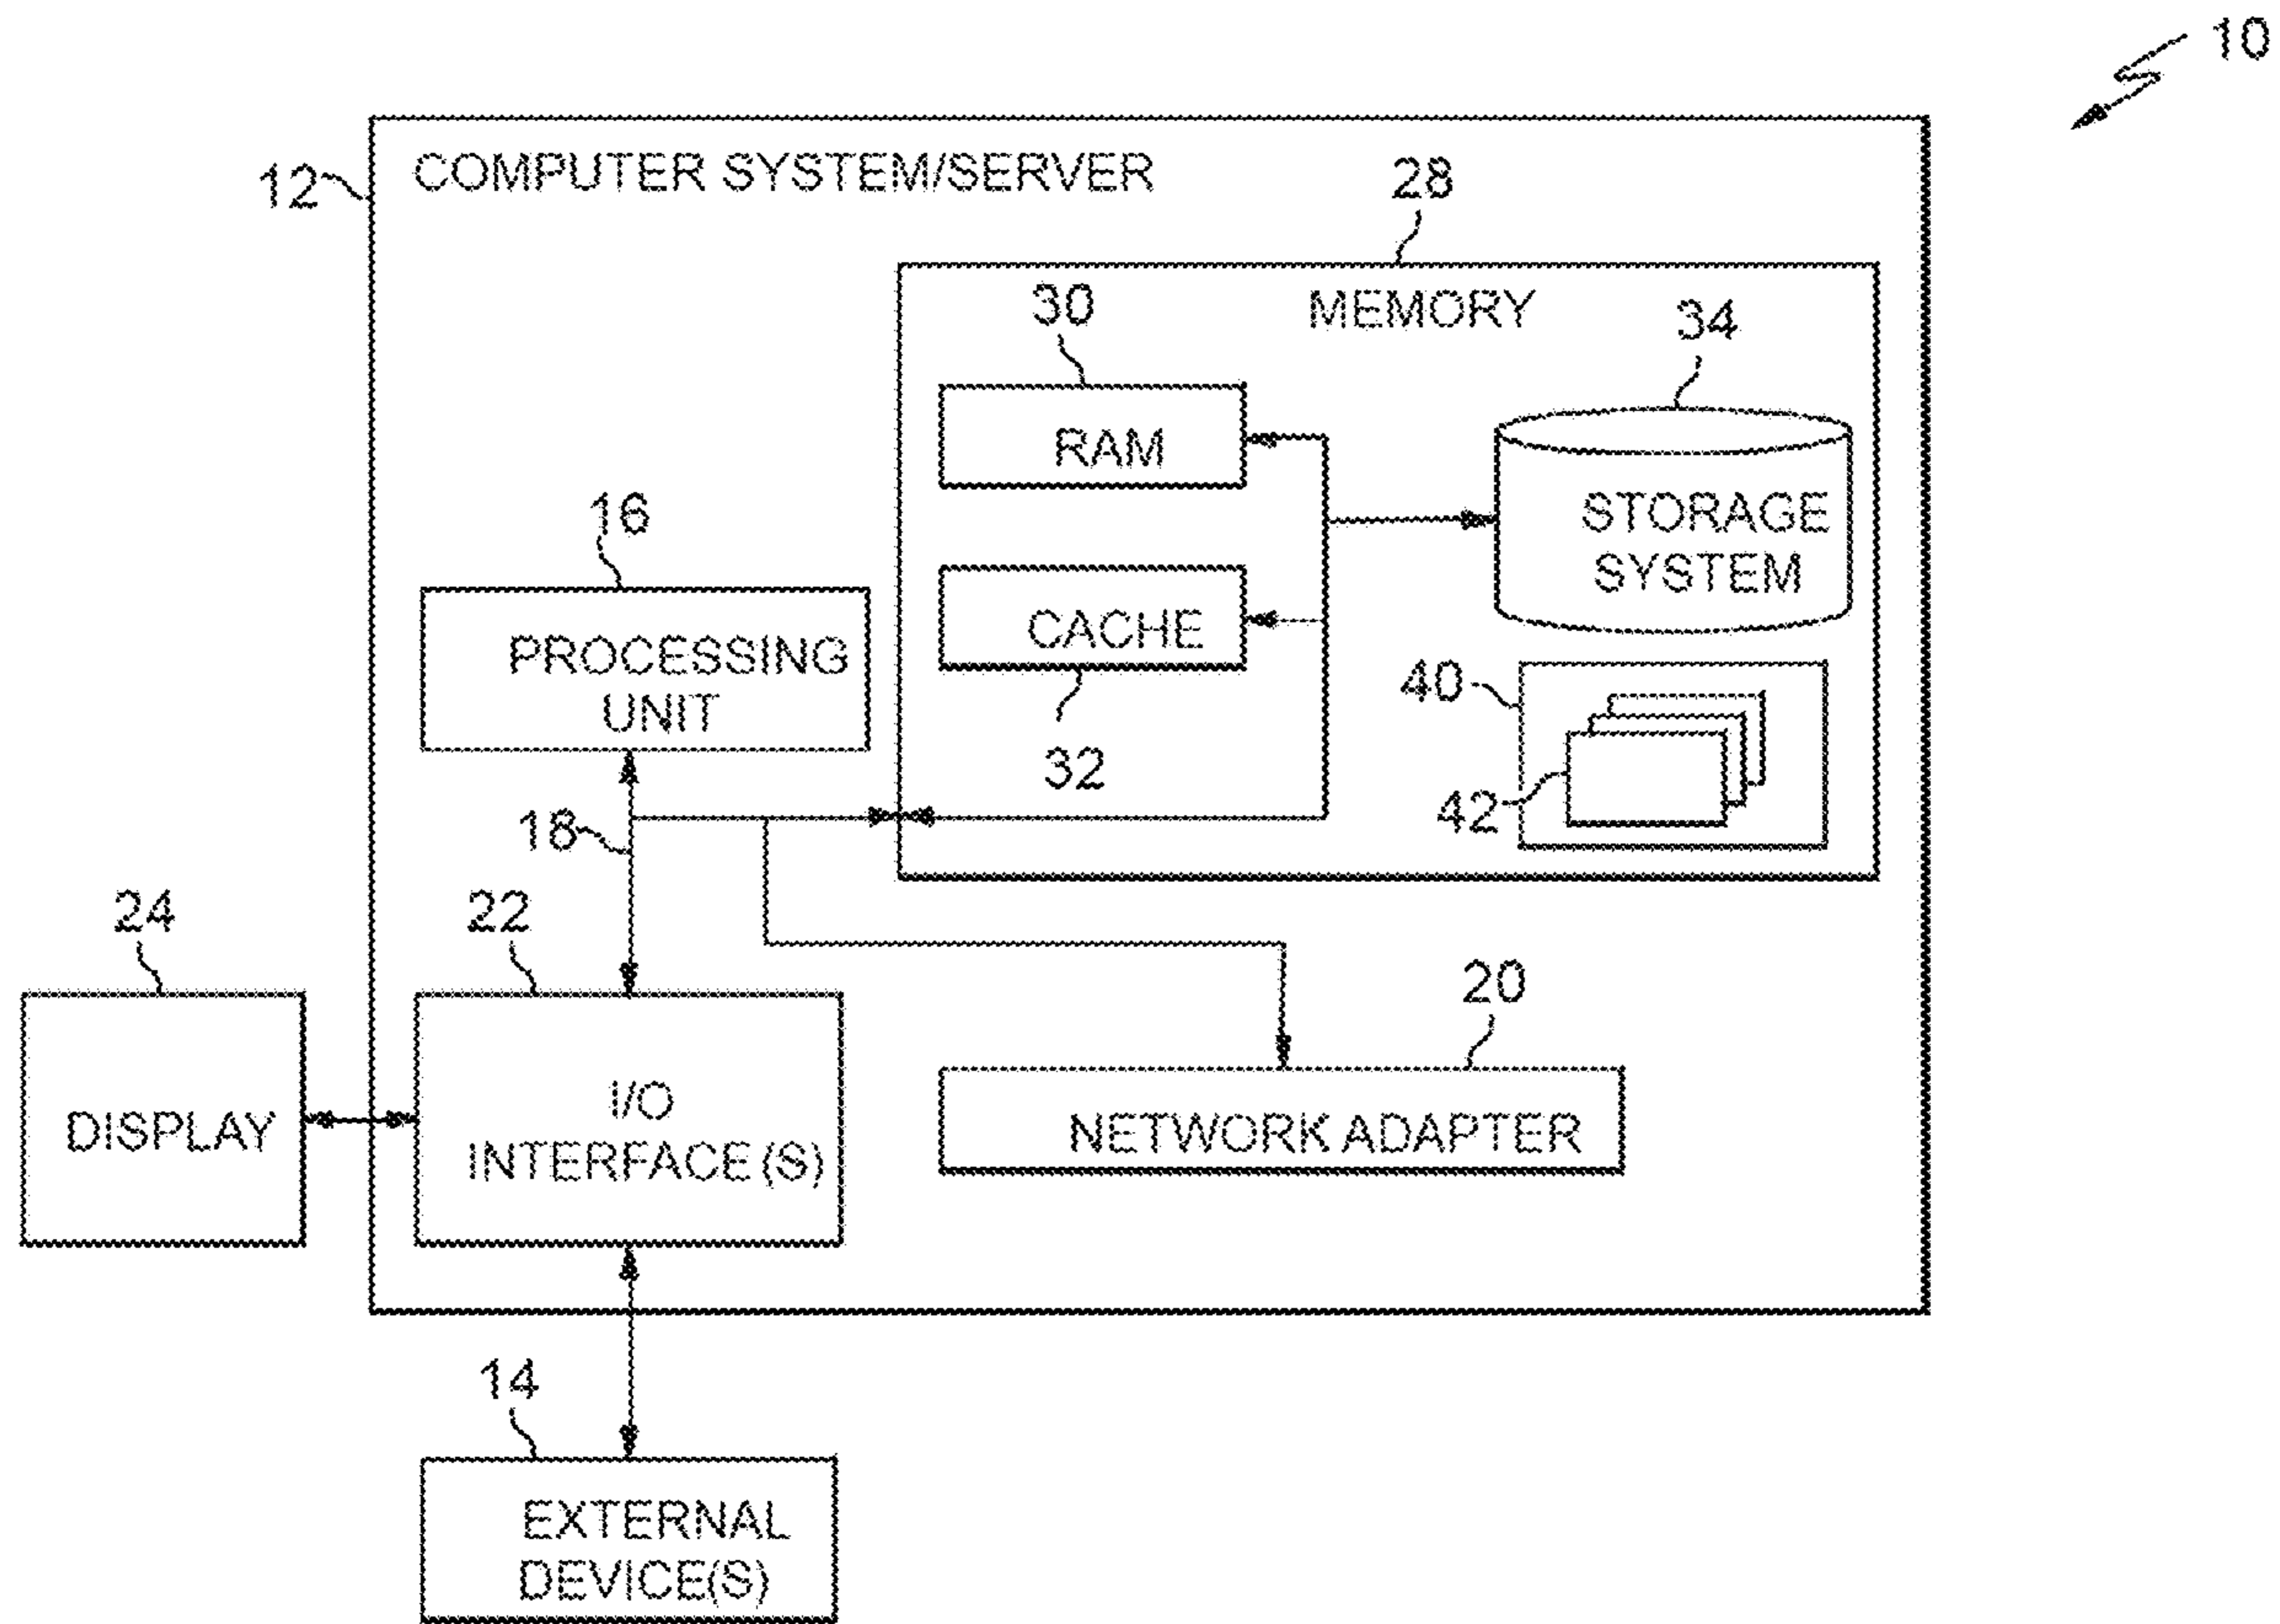 10
12
COMPUTER SYSTEM/SERVER
28
MEMORY
30
34
RAM
STORAGE
SYSTEM
16
CACHE
PROCESSING
UNIT
32
40
42
18
24
22
20
DISPLAY
I/O
INTERFACE(S)
NETWORK ADAPTER
14
EXTERNAL
DEVICE(S)